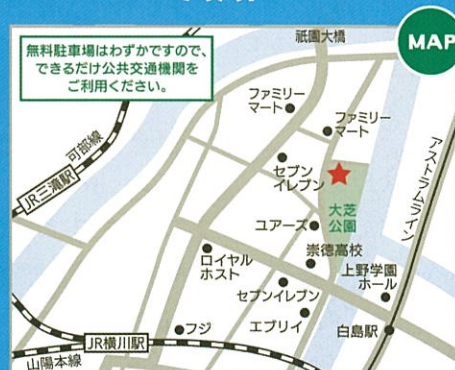 MAP
無料駐車場はわずかですので、
できるだけ公共交通機関を
ご利用ください。
祇園大橋
ファミリー
マート
ファミリー
マート
可部線
JR三滝駅
セブン
イレブン
大芝
公園
アストラムライン
ユアーズ
崇徳高校
ロイヤル
ホスト
上野学園
ホール
セブンイレブン
エブリイ
白島駅
フジ
JR横川駅
山陽本線